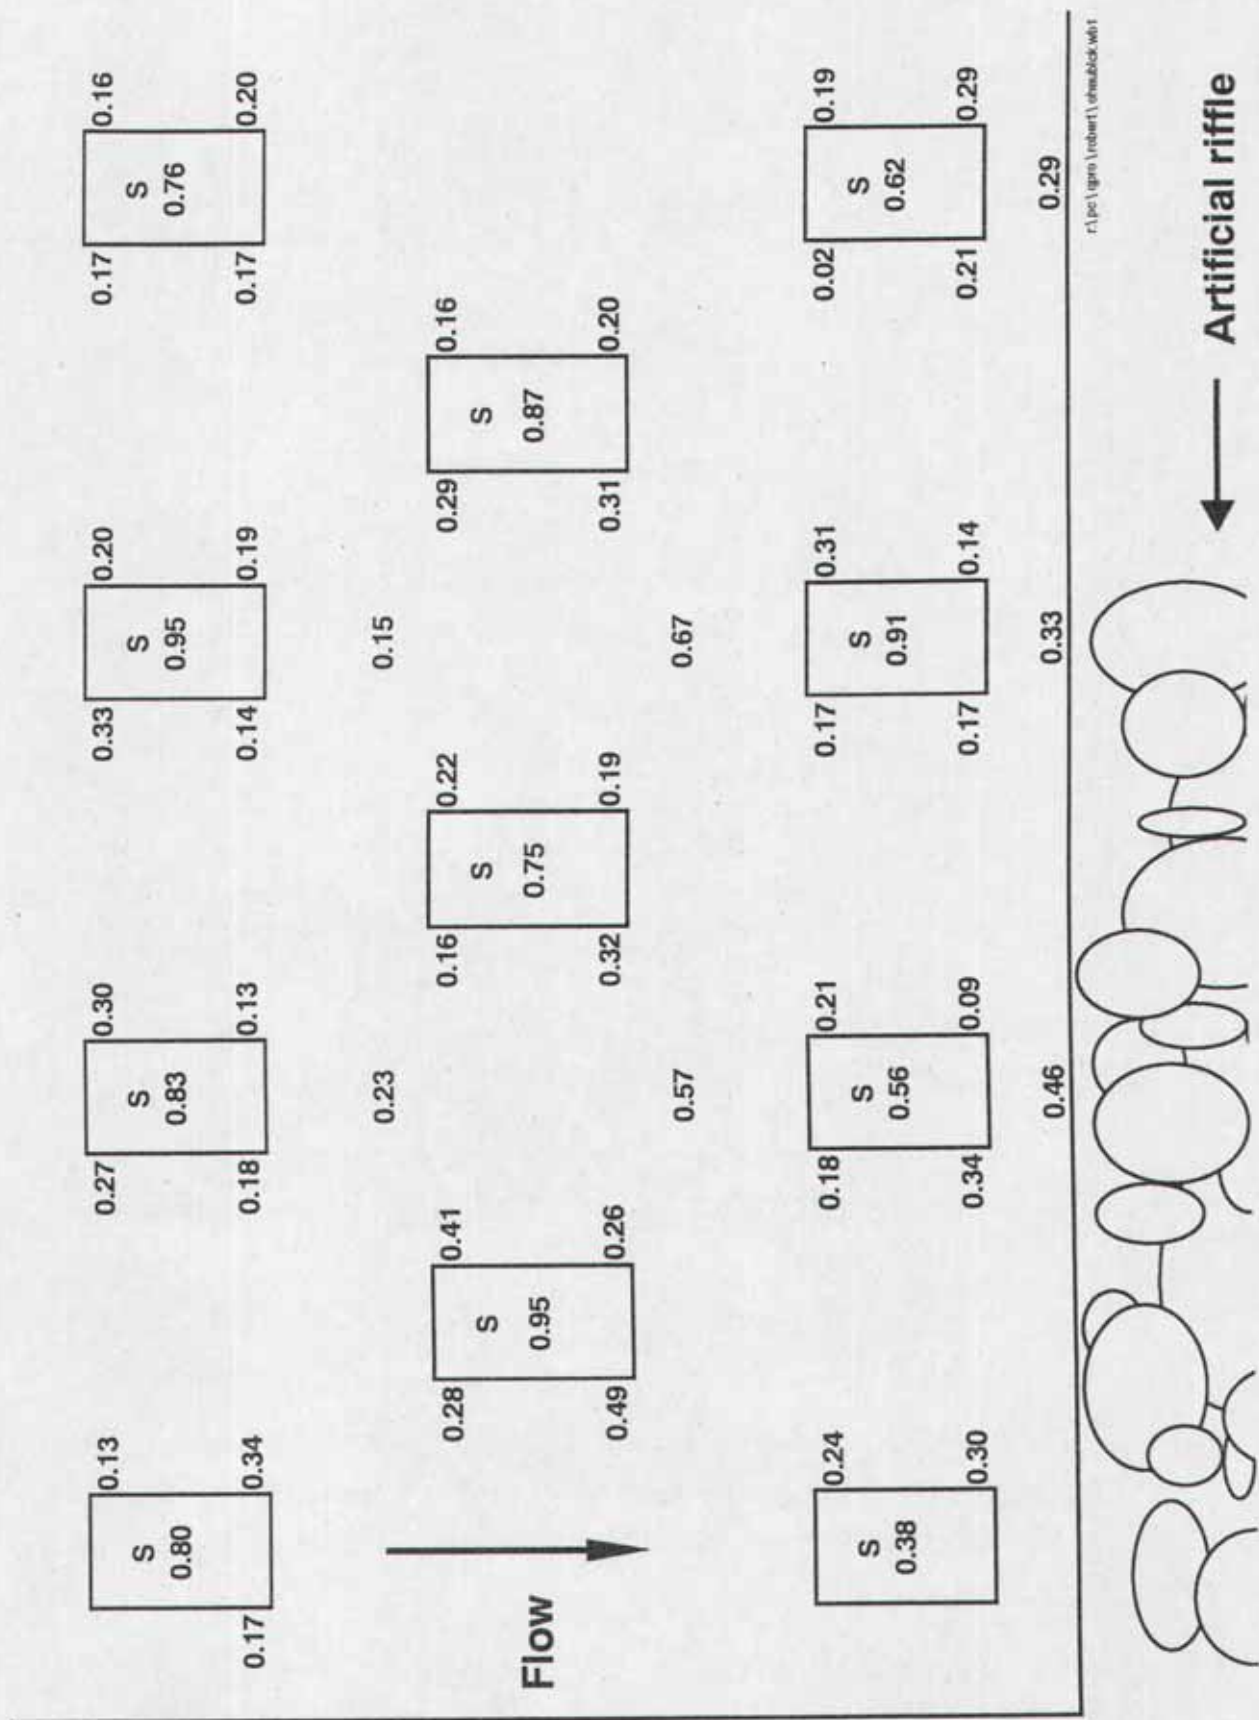 0.13 0.27 0.30 0.33 0.20 0.17 0.16
S S S S
0.80 0.83 0.95 0.76
0.17 0.34 0.18 0.13 0.14 0.19 0.17 0.20
0.23 0.15
0.28 0.41 0.16 0.22 0.29 0.16
S S S
Flow 0.95 0.75 0.87
0.49 0.26 0.32 0.19 0.31 0.20
0.57 0.67
0.24 0.18 0.21 0.17 0.31 0.02 0.19
S S S S
0.38 0.56 0.91 0.62
0.30 0.34 0.09 0.17 0.14 0.21 0.29
0.46 0.33 0.29
Artificial riffle